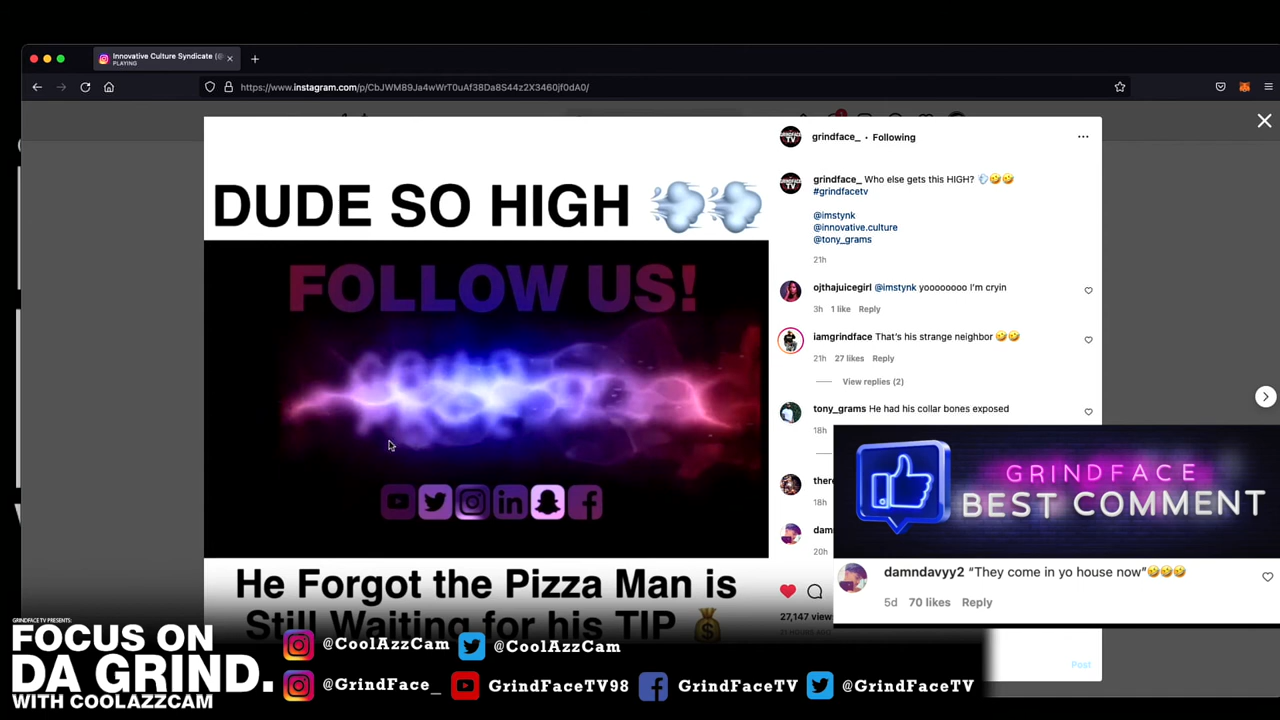 Innovative Culture Syndicate (@
PLAYING
https://www.instagram.com/p/CbJWM89Ja4wWrT0uAf38Da8S44z2X3460jf0dA0/
DUDE SO HIGH 💨💨
FOLLOW US!
He Forgot the Pizza Man is
Still Waiting for his TIP 💰
GRINDFACE TV
grindface_ • Following
GRINDFACE TV
grindface_ Who else gets this HIGH? 💨🤣🤣
#grindfacetv
@imstynk
@innovative.culture
@tony_grams
21h
ojthajuicegirl @imstynk yoooooooo I'm cryin
3h 1 like Reply
iamgrindface That's his strange neighbor 🤣🤣
21h 27 likes Reply
View replies (2)
tony_grams He had his collar bones exposed
18h
18h
20h
27,147
Post
GRINDFACE
BEST COMMENT
damndavyy2 "They come in yo house now"🤣🤣🤣
5d 70 likes Reply
GRINDFACE TV PRESENTS:
FOCUS ON
DA GRIND.
WITH COOLAZZCAM
@CoolAzzCam @CoolAzzCam
@GrindFace_ GrindFaceTV98 GrindFaceTV @GrindFaceTV